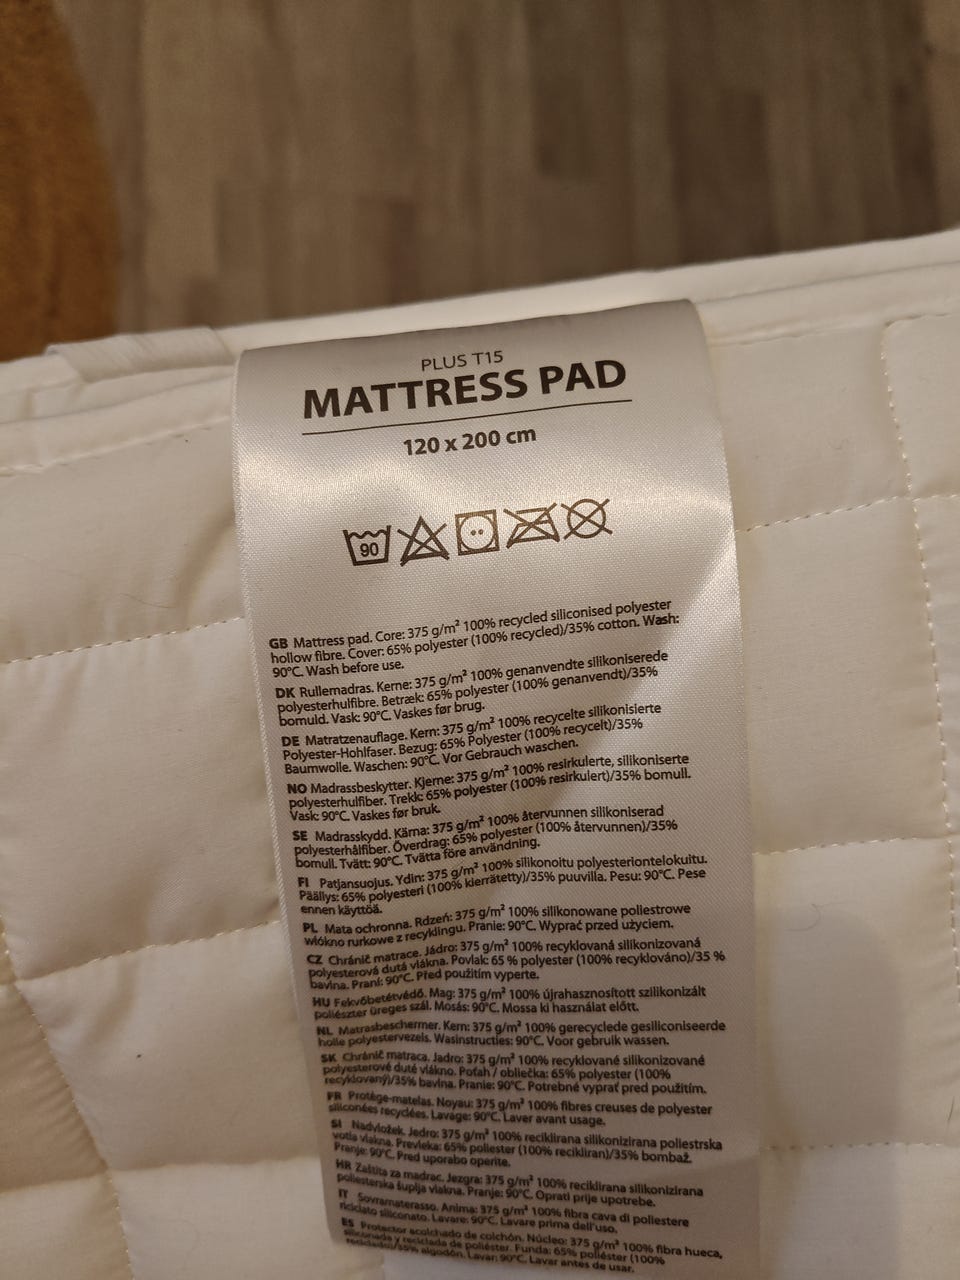 PLUS T15
MATTRESS PAD
120 x 200 cm
90
GB Mattress pad. Core: 375 g/m² 100% recycled siliconised polyester
hollow fibre. Cover: 65% polyester (100% recycled)/35% cotton. Wash:
90°C. Wash before use.
DK Rullemadras. Kerne: 375 g/m² 100% genanvendte silikoniserede
polyesterhulfibre. Betræk: 65% polyester (100% genanvendt)/35%
bomuld. Vask: 90°C. Vaskes før brug.
DE Matratzenauflage. Kern: 375 g/m² 100% recycelte silikonisierte
Polyester-Hohlfaser. Bezug: 65% Polyester (100% recycelt)/35%
Baumwolle. Waschen: 90°C. Vor Gebrauch waschen.
NO Madrassbeskytter. Kjerne: 375 g/m² 100% resirkulerte, silikoniserte
polyesterhulfiber. Trekk: 65% polyester (100% resirkulert)/35% bomull.
Vask: 90°C. Vaskes før bruk.
SE Madrasskydd. Kärna: 375 g/m² 100% återvunnen silikoniserad
polyesterhålfiber. Överdrag: 65% polyester (100% återvunnen)/35%
bomull. Tvätt: 90°C. Tvätta före användning.
FI Patjansuojus. Ydin: 375 g/m² 100% silikonoitu polyesteriontelokuitu.
Päällys: 65% polyesteri (100% kierrätetty)/35% puuvilla. Pesu: 90°C. Pese
ennen käyttöä.
PL Mata ochronna. Rdzeń: 375 g/m² 100% silikonowane poliestrowe
włókno rurkowe z recyklingu. Pranie: 90°C. Wyprać przed użyciem.
CZ Chránič matrace. Jádro: 375 g/m² 100% recyklovaná silikonizovaná
polyesterová dutá vlákna. Povlak: 65 % polyester (100% recyklováno)/35 %
bavlna. Praní: 90°C. Před použitím vyperte.
HU Fekvőbetétvédő. Mag: 375 g/m² 100% újrahasznosított szilikonizált
poliészter üreges szál. Mosás: 90°C. Mossa ki használat előtt.
NL Matrasbeschermer. Kern: 375 g/m² 100% gerecyclede gesiliconiseerde
holle polyestervezels. Wasinstructies: 90°C. Voor gebruik wassen.
SK Chránič matraca. Jadro: 375 g/m² 100% recyklované silikonizované
polyesterové duté vlákno. Poťah / obliečka: 65% polyester (100%
recyklovaný)/35% bavlna. Pranie: 90°C. Potrebné vyprať pred použitím.
FR Protège-matelas. Noyau: 375 g/m² 100% fibres creuses de polyester
siliconées recyclées. Lavage: 90°C. Laver avant usage.
SI Nadvložek. Jedro: 375 g/m² 100% reciklirana silikonizirana poliestrska
votla vlakna. Prevleka: 65% poliester (100% recikliran)/35% bombaž.
Pranje: 90°C. Pred uporabo operite.
HR Zaštita za madrac. Jezgra: 375 g/m² 100% reciklirana silikonizirana
poliesterska šuplja vlakna. Pranje: 90°C. Oprati prije upotrebe.
IT Sovramaterasso. Anima: 375 g/m² 100% fibra cava di poliestere
riciclato siliconato. Lavare: 90°C. Lavare prima dell'uso.
ES Protector acolchado de colchón. Núcleo: 375 g/m² 100% fibra hueca,
siliconada y reciclada de poliéster. Funda: 65% poliéster (100%
reciclado)/35% algodón. Lavar: 90°C. Lavar antes de usar.